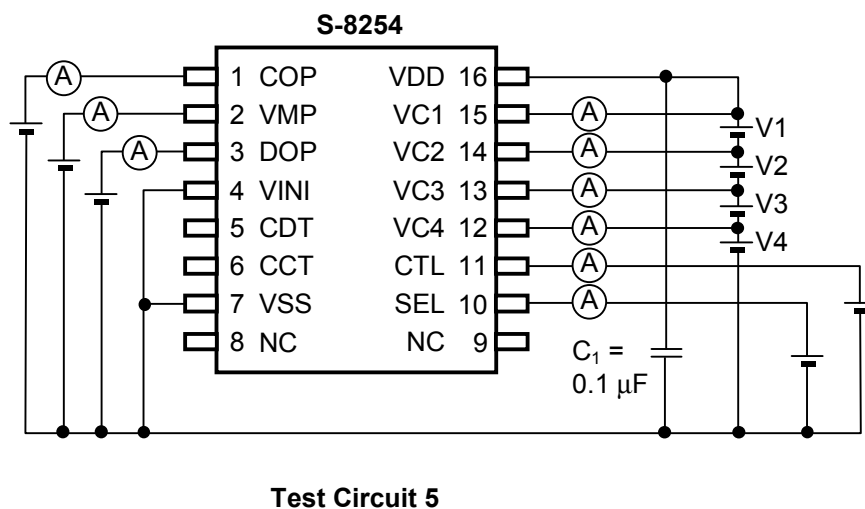 S-8254
A 1 COP VDD 16
A 2 VMP VC1 15 A V1
A 3 DOP VC2 14 A V2
4 VINI VC3 13 A V3
5 CDT VC4 12 A V4
6 CCT CTL 11 A
7 VSS SEL 10 A
8 NC NC 9
C₁ =
0.1 μF
Test Circuit 5